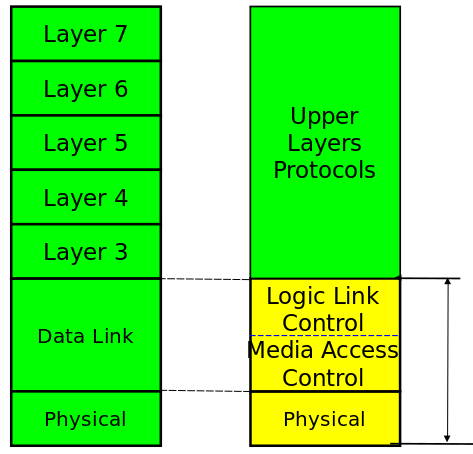 Layer 7
Layer 6
Layer 5
Layer 4
Layer 3
Data Link
Physical
Upper
Layers
Protocols
Logic Link
Control
Media Access
Control
Physical